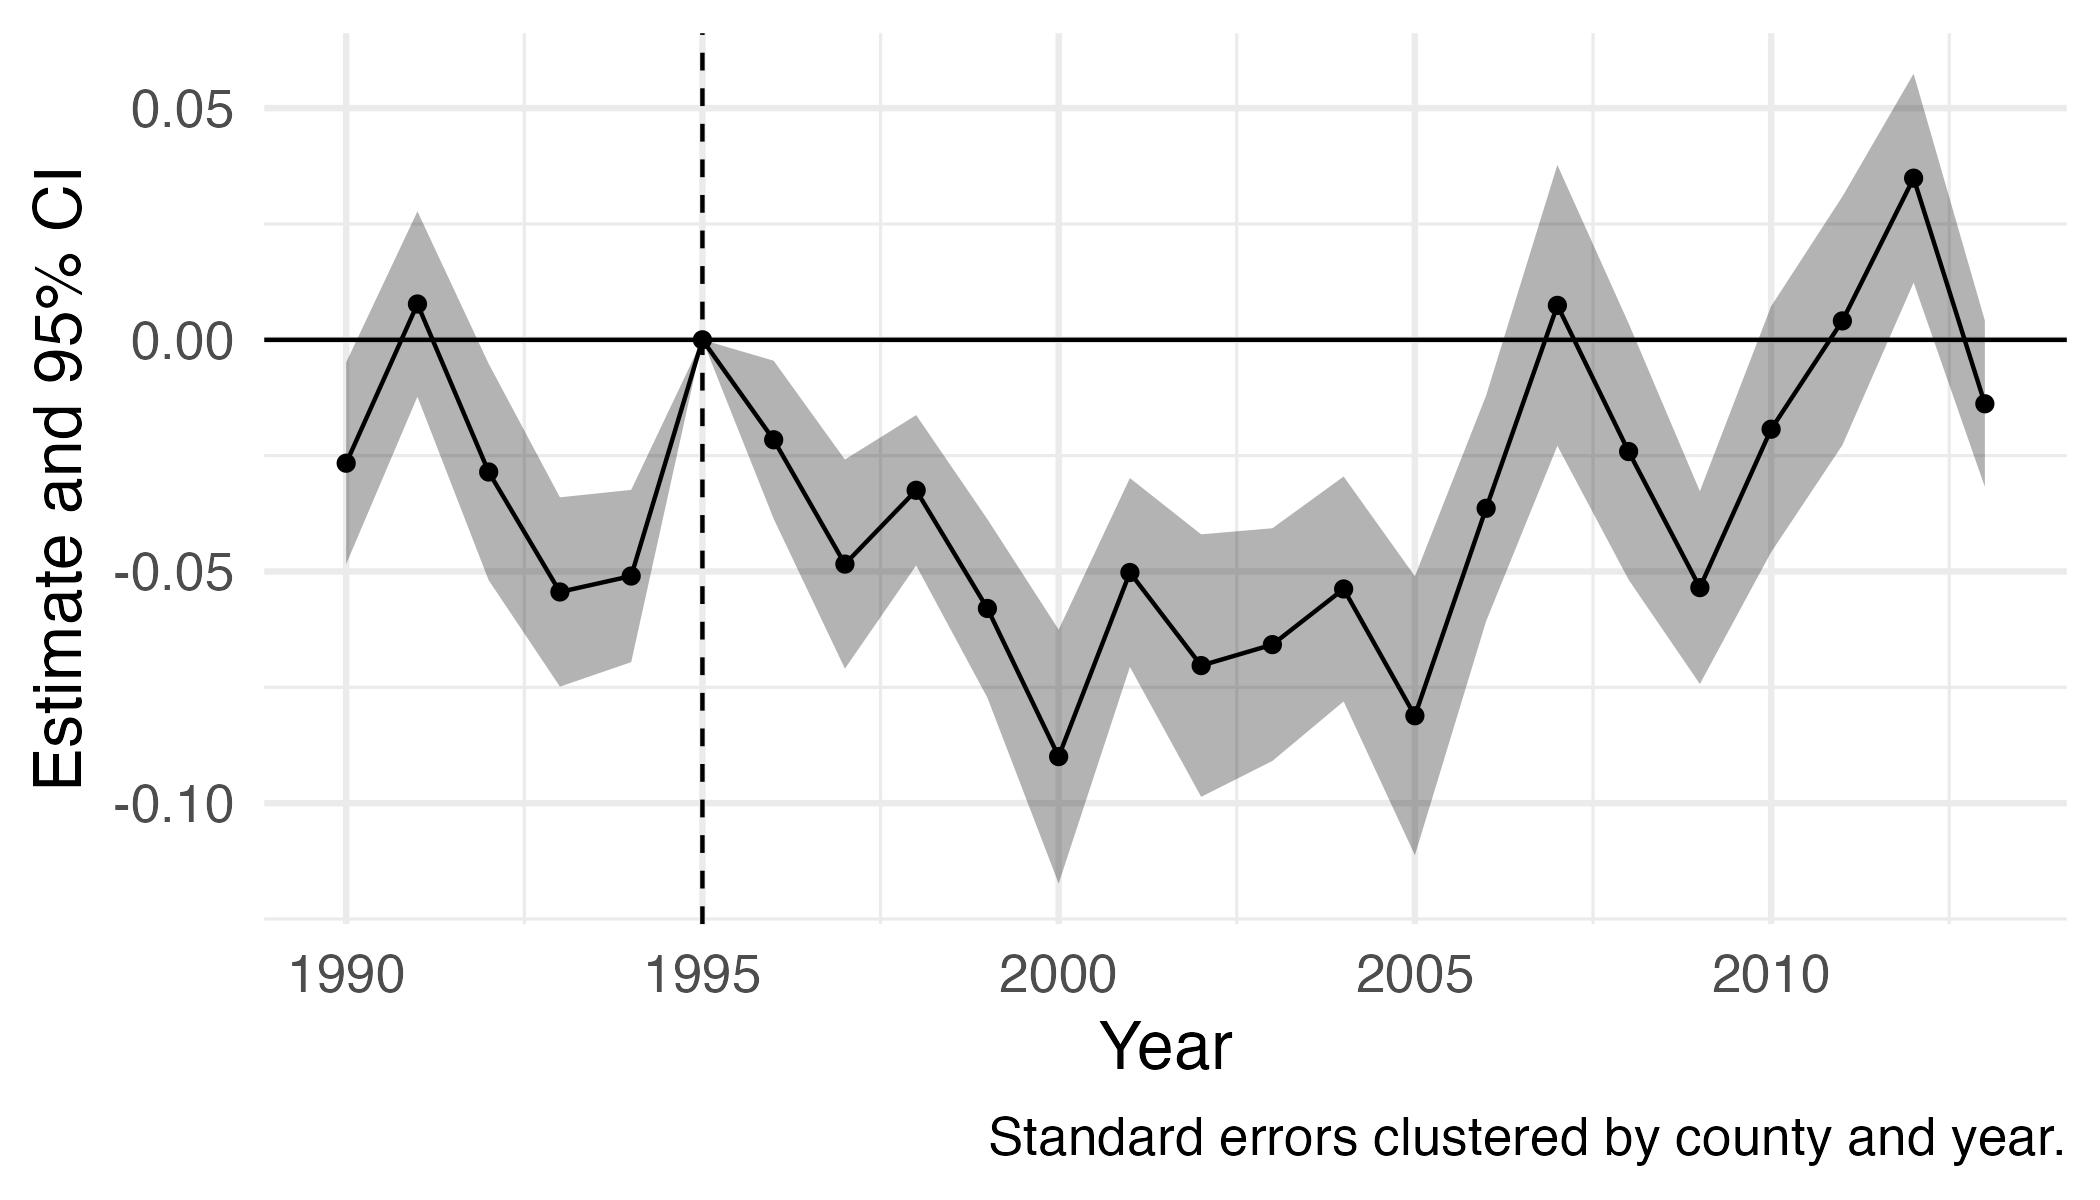 Estimate and 95% CI
0.05
0.00
-0.05
-0.10
1990 1995 2000 2005 2010
Year
Standard errors clustered by county and year.